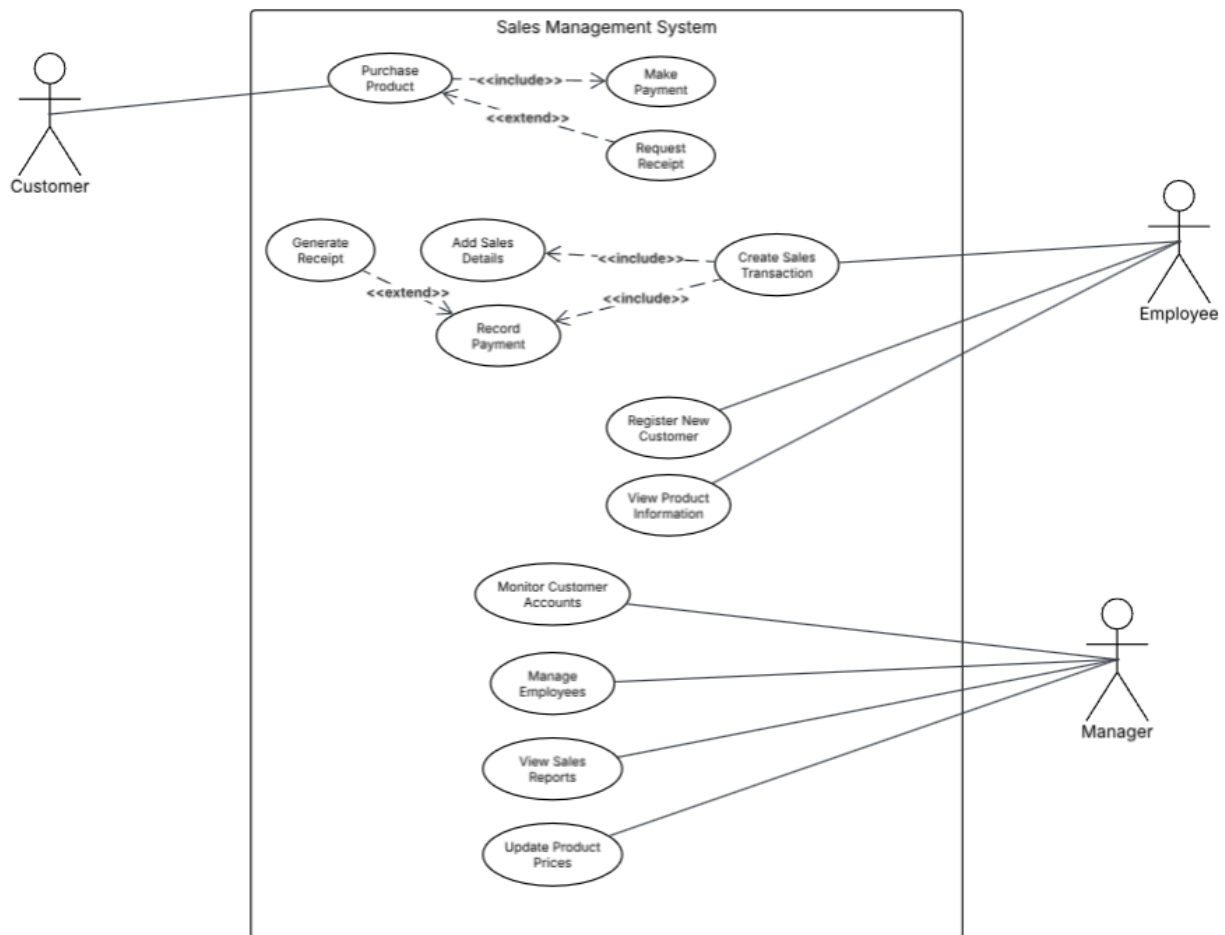 Sales Management System
Purchase
Product
<<include>>
Make
Payment
<<extend>>
Request
Receipt
Customer
Generate
Receipt
Add Sales
Details
<<include>>
Create Sales
Transaction
<<extend>>
<<include>>
Record
Payment
Employee
Register New
Customer
View Product
Information
Monitor Customer
Accounts
Manage
Employees
Manager
View Sales
Reports
Update Product
Prices